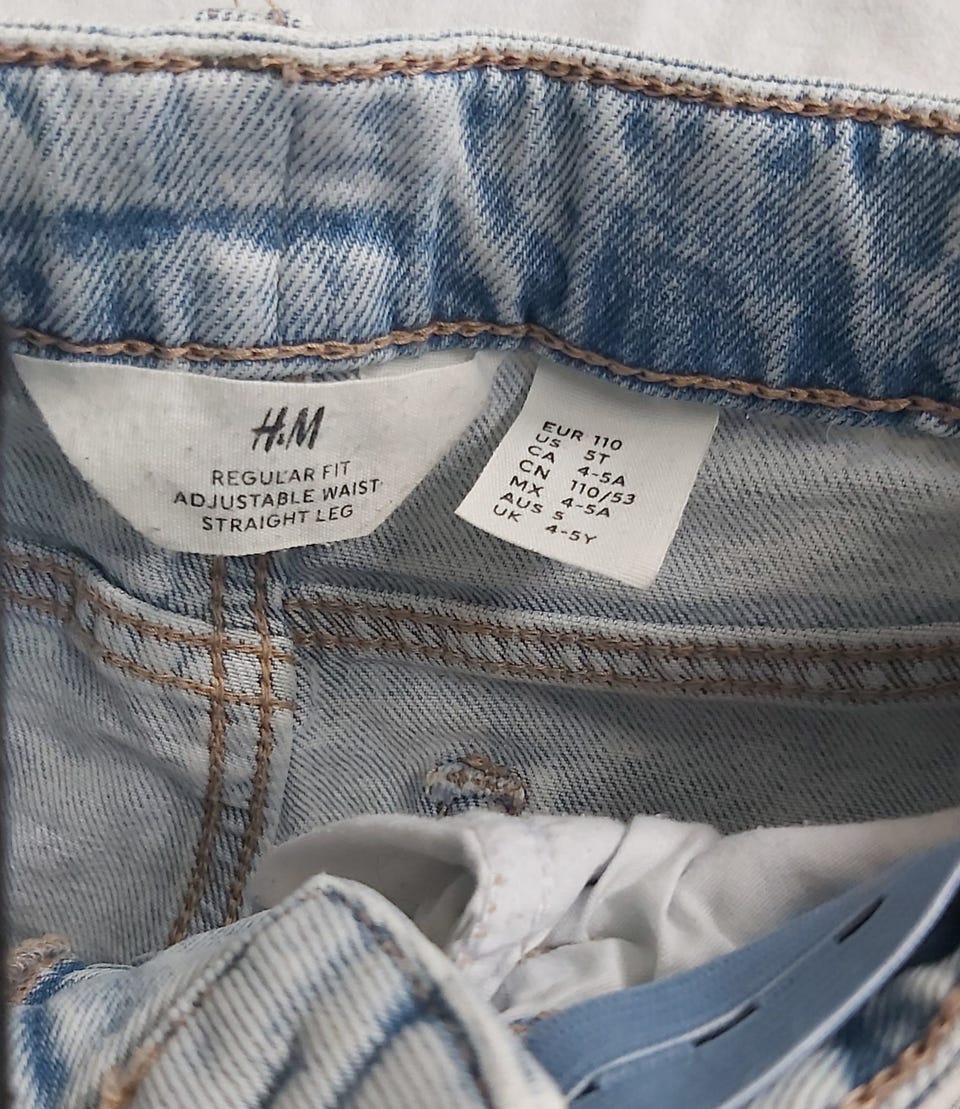 H&M
REGULAR FIT
ADJUSTABLE WAIST
STRAIGHT LEG
EUR 110
US 5T
CA 4-5A
CN 110/53
MX 4-5A
AUS 5
UK 4-5Y